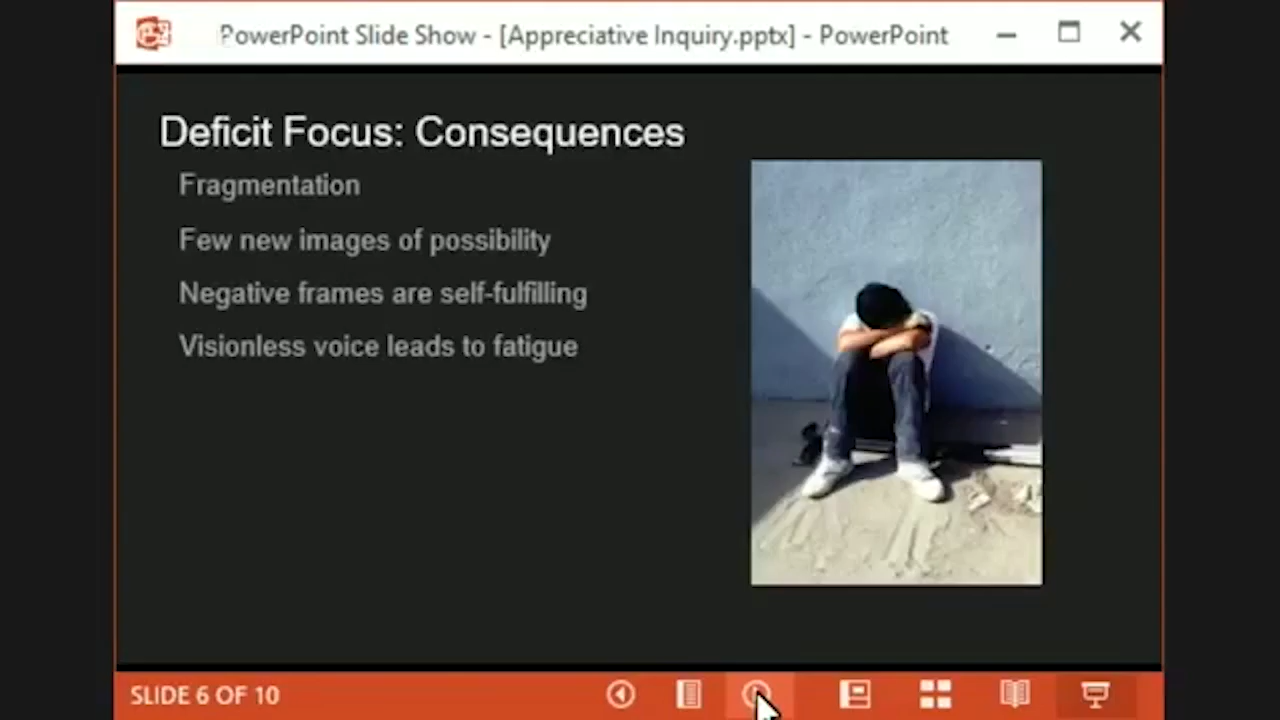 PowerPoint Slide Show - [Appreciative Inquiry.pptx] - PowerPoint
Deficit Focus: Consequences
Fragmentation
Few new images of possibility
Negative frames are self-fulfilling
Visionless voice leads to fatigue
SLIDE 6 OF 10